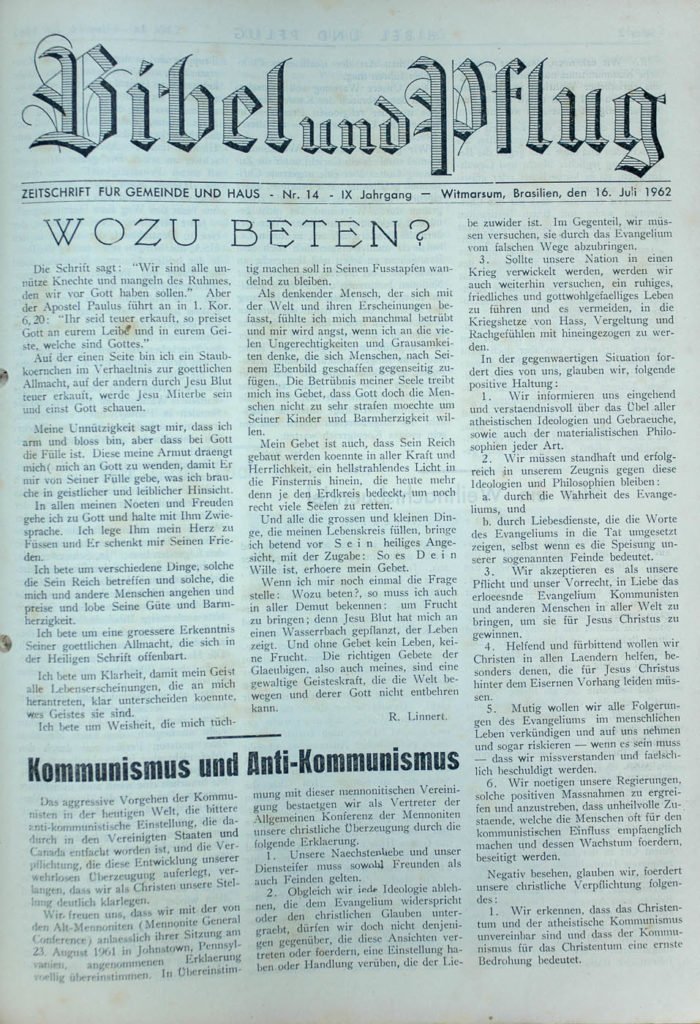 Bibel und Pflug
ZEITSCHRIFT FÜR GEMEINDE UND HAUS - Nr. 14 - IX Jahrgang — Witmarsum, Brasilien, den 16. Juli 1962
WOZU BETEN?
Die Schrift sagt: "Wir sind alle un-
nütze Knechte und mangeln des Ruhmes,
den wir vor Gott haben sollen." Aber
der Apostel Paulus führt an in 1. Kor.
6, 20: "Ihr seid teuer erkauft, so preiset
Gott an eurem Leibe und in eurem Gei-
ste, welche sind Gottes."
Auf der einen Seite bin ich ein Staub-
koernchen im Verhaeltnis zur goettlichen
Allmacht, auf der andern durch Jesu Blut
teuer erkauft, werde Jesu Miterbe sein
und einst Gott schauen.
Meine Unnützigkeit sagt mir, dass ich
arm und bloss bin, aber dass bei Gott
die Fülle ist. Diese meine Armut draengt
mich( mich an Gott zu wenden, damit Er
mir von Seiner Fülle gebe, was ich brau-
che in geistlicher und leiblicher Hinsicht.
In allen meinen Noeten und Freuden
gehe ich zu Gott und halte mit Ihm Zwie-
sprache. Ich lege Ihm mein Herz zu
Füssen und Er schenkt mir Seinen Frie-
den.
Ich bete um verschiedene Dinge, solche
die Sein Reich betreffen und solche, die
mich und andere Menschen angehen und
preise und lobe Seine Güte und Barm-
herzigkeit.
Ich bete um eine groessere Erkenntnis
Seiner goettlichen Allmacht, die sich in
der Heiligen Schrift offenbart.
Ich bete um Klarheit, damit mein Geist
alle Lebenserscheinungen, die an mich
herantreten, klar unterscheiden koennte,
wes Geistes sie sind.
Ich bete um Weisheit, die mich tüch-
tig machen soll in Seinen Fusstapfen wan-
delnd zu bleiben.
Als denkender Mensch, der sich mit
der Welt und ihren Erscheinungen be-
fasst, fühlte ich mich manchmal betrübt
und mir wird angst, wenn ich an die vie-
len Ungerechtigkeiten und Grausamkei-
ten denke, die sich Menschen, nach Sei-
nem Ebenbild geschaffen gegenseitig zu-
fügen. Die Betrübnis meiner Seele treibt
mich ins Gebet, dass Gott doch die Men-
schen nicht zu sehr strafen moechte um
Seiner Kinder und Barmherzigkeit wil-
len.
Mein Gebet ist auch, dass Sein Reich
gebaut werden koennte in aller Kraft und
Herrlichkeit, ein hellstrahlendes Licht in
die Finsternis hinein, die heute mehr
denn je den Erdkreis bedeckt, um noch
recht viele Seelen zu retten.
Und alle die grossen und kleinen Din-
ge, die meinen Lebenskreis füllen, bringe
ich betend vor Sein heiliges Ange-
sicht, mit der Zugabe: So es Dein
Wille ist, erhoere mein Gebet.
Wenn ich mir noch einmal die Frage
stelle: Wozu beten?, so muss ich auch
in aller Demut bekennen: um Frucht
zu bringen; denn Jesu Blut hat mich an
einen Wasserrbach gepflanzt, der Leben
zeigt. Und ohne Gebet kein Leben, kei-
ne Frucht. Die richtigen Gebete der
Glaeubigen, also auch meines, sind eine
gewaltige Geisteskraft, die die Welt be-
wegen und derer Gott nicht entbehren
kann.
R. Linnert.
Kommunismus und Anti-Kommunismus
Das aggressive Vorgehen der Kommu-
nisten in der heutigen Welt, die bittere
anti-kommunistische Einstellung, die da-
durch in den Vereinigten Staaten und
Canada entfacht worden ist, und die Ver-
pflichtung, die diese Entwicklung unserer
wehrlosen Überzeugung auferlegt, ver-
langen, dass wir als Christen unsere Stel-
lung deutlich klarlegen.
Wir freuen uns, dass wir mit der von
den Alt-Mennoniten (Mennonite General
Conference) anlaesslich ihrer Sitzung am
23. August 1961 in Johnstown, Pennsyl-
vanien, angenommenen Erklaerung
voellig übereinstimmen. In Übereinstim-
mung mit dieser mennonitischen Vereini-
gung bestaetgen wir als Vertreter der
Allgemeinen Konferenz der Mennoniten
unsere christliche Überzeugung durch die
folgende Erklaerung.
1. Unsere Naechstenliebe und unser
Diensteifer muss sowohl Freunden als
auch Feinden gelten.
2. Obgleich wir jede Ideologie ableh-
nen, die dem Evangelium widerspricht
oder den christlichen Glauben unter-
graebt, dürfen wir doch nicht denjeni-
gen gegenüber, die diese Ansichten ver-
treten oder foerdern, eine Einstellung ha-
ben oder Handlung verüben, die der Lie-
be zuwider ist. Im Gegenteil, wir müs-
sen versuchen, sie durch das Evangelium
vom falschen Wege abzubringen.
3. Sollte unsere Nation in einen
Krieg verwickelt werden, werden wir
auch weiterhin versuchen, ein ruhiges,
friedliches und gottwohlgefaelliges Leben
zu führen und es vermeiden, in die
Kriegshetze von Hass, Vergeltung und
Rachgefühlen mit hineingezogen zu wer-
den.
In der gegenwaertigen Situation for-
dert dies von uns, glauben wir, folgende
positive Haltung:
1. Wir informieren uns eingehend
und verstaendnisvoll über das Übel aller
atheistischen Ideologien und Gebraeuche,
sowie auch der materialistischen Philo-
sophien jeder Art.
2. Wir müssen standhaft und erfolg-
reich in unserem Zeugnis gegen diese
Ideologien und Philosophien bleiben:
a. durch die Wahrheit des Evange-
liums, und
b. durch Liebesdienste, die die Worte
des Evangeliums in die Tat umgesetzt
zeigen, selbst wenn es die Speisung un-
serer sogenannten Feinde bedeutet.
3. Wir akzeptieren es als unsere
Pflicht und unser Vorrecht, in Liebe das
erloeesnde Evangelium Kommunisten
und anderen Menschen in aller Welt zu
bringen, um sie für Jesus Christus zu
gewinnen.
4. Helfend und fürbittend wollen wir
Christen in allen Laendern helfen, be-
sonders denen, die für Jesus Christus
hinter dem Eisernen Vorhang leiden müs-
sen.
5. Mutig wollen wir alle Folgerun-
gen des Evangeliums im menschlichen
Leben verkündigen und auf uns nehmen
und sogar riskieren — wenn es sein muss
— dass wir missverstanden und faelsch-
lich beschuldigt werden.
6. Wir noetigen unsere Regierungen,
solche positiven Massnahmen zu ergrei-
fen und anzustreben, dass unheilvolle Zu-
staende, welche die Menschen oft für den
kommunistischen Einfluss empfaenglich
machen und dessen Wachstum foerdern,
beseitigt werden.
Negativ besehen, glauben wir, foerdert
unsere christliche Verpflichtung folgen-
des:
1. Wir erkennen, dass das Christen-
tum und der atheistische Kommunismus
unvereinbar sind und dass der Kommu-
nismus für das Christentum eine ernste
Bedrohung bedeutet.